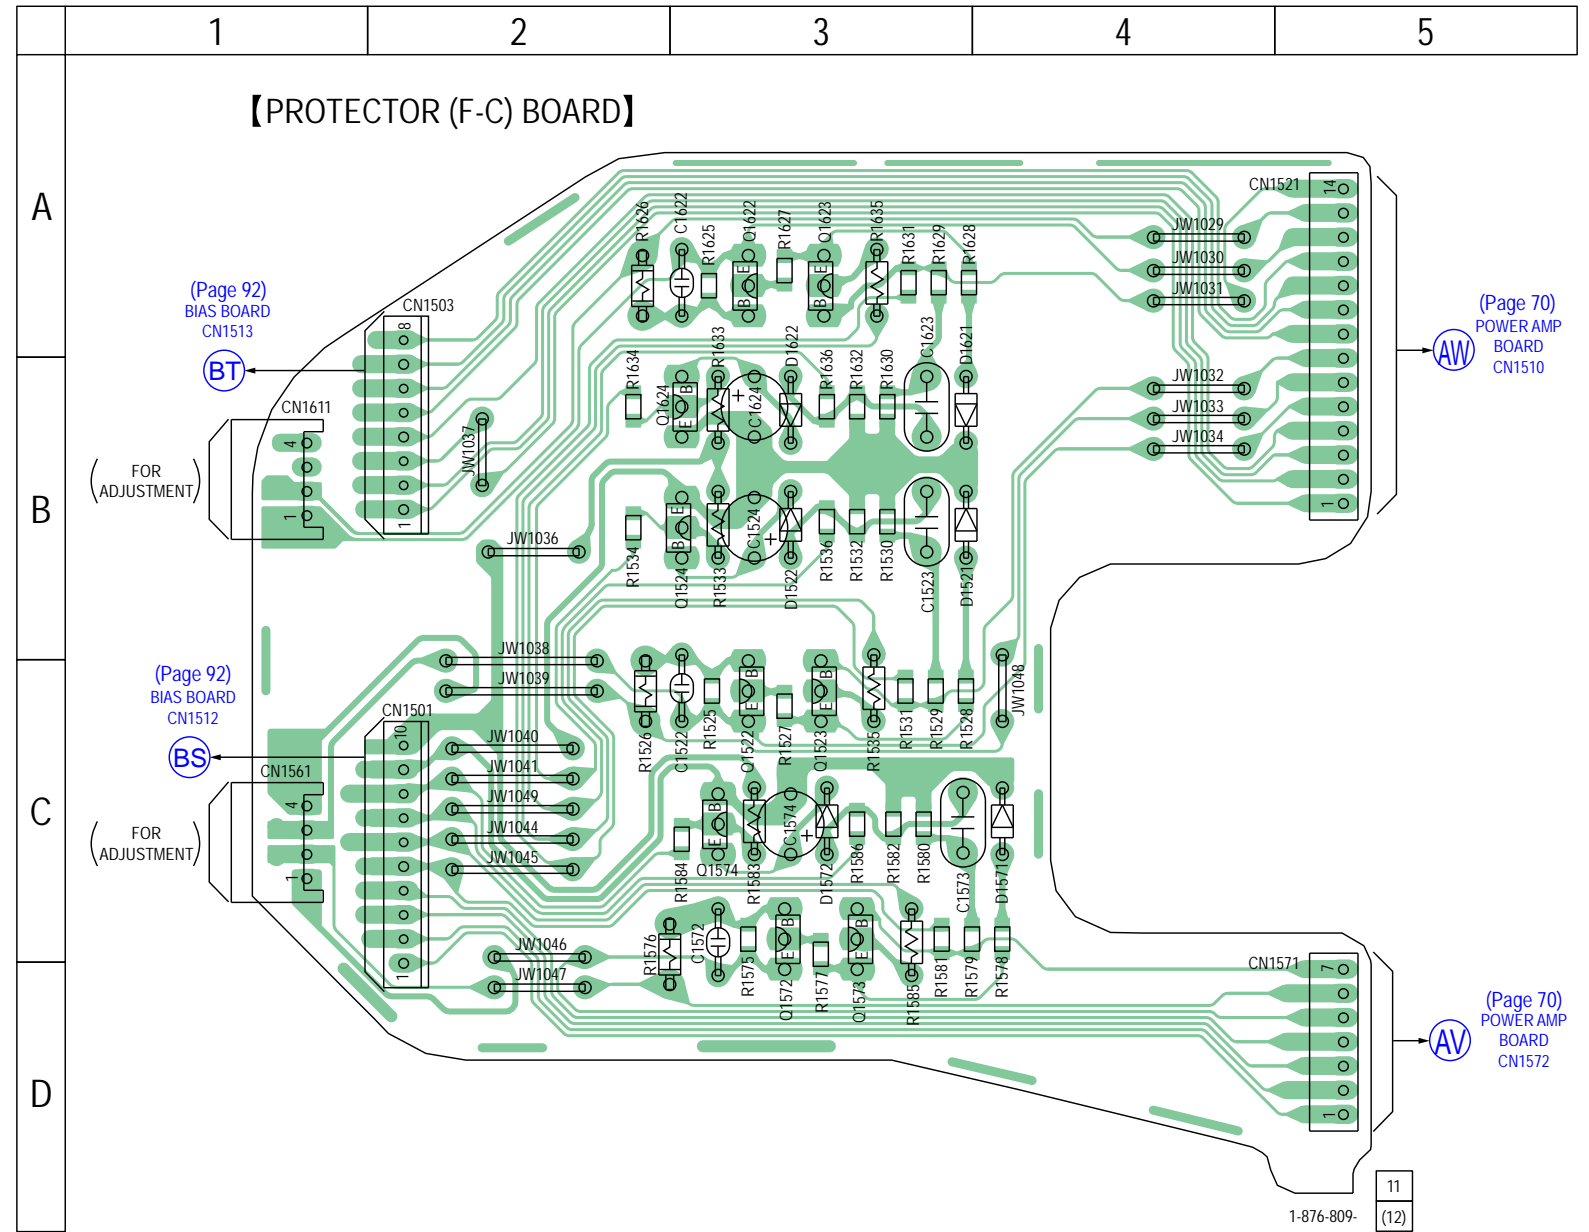 1 2 3 4 5
【PROTECTOR (F-C) BOARD】
A
B
C
D
(Page 92)
BIAS BOARD
CN1513
BT
CN1503
8
1
CN1611
4
1
( FOR
ADJUSTMENT )
(Page 92)
BIAS BOARD
CN1512
BS
CN1501
10
1
CN1561
4
1
( FOR
ADJUSTMENT )
R1626
C1622
R1625
Q1622
R1627
Q1623
R1635
R1631
R1629
R1628
E
B
E
B
JW1029
JW1030
JW1031
JW1032
JW1033
JW1034
CN1521
14
1
(Page 70)
POWER AMP
BOARD
CN1510
AW
R1634
Q1624
B
E
R1633
+
C1624
D1622
R1636
R1632
R1630
C1623
D1621
JW1037
JW1036
R1534
Q1524
E
B
R1533
C1524
+
D1522
R1536
R1532
R1530
C1523
D1521
JW1038
JW1039
JW1040
JW1041
JW1049
JW1044
JW1045
JW1046
JW1047
R1526
C1522
R1525
Q1522
B
E
R1527
Q1523
B
R1535
R1531
R1529
R1528
JW1048
R1584
Q1574
B
E
R1583
C1574
+
D1572
R1586
R1582
R1580
C1573
D1571
R1576
C1572
R1575
Q1572
B
E
R1577
Q1573
B
E
R1585
R1581
R1579
R1578
CN1571
7
1
(Page 70)
POWER AMP
BOARD
CN1572
AV
11
1-876-809- (12)